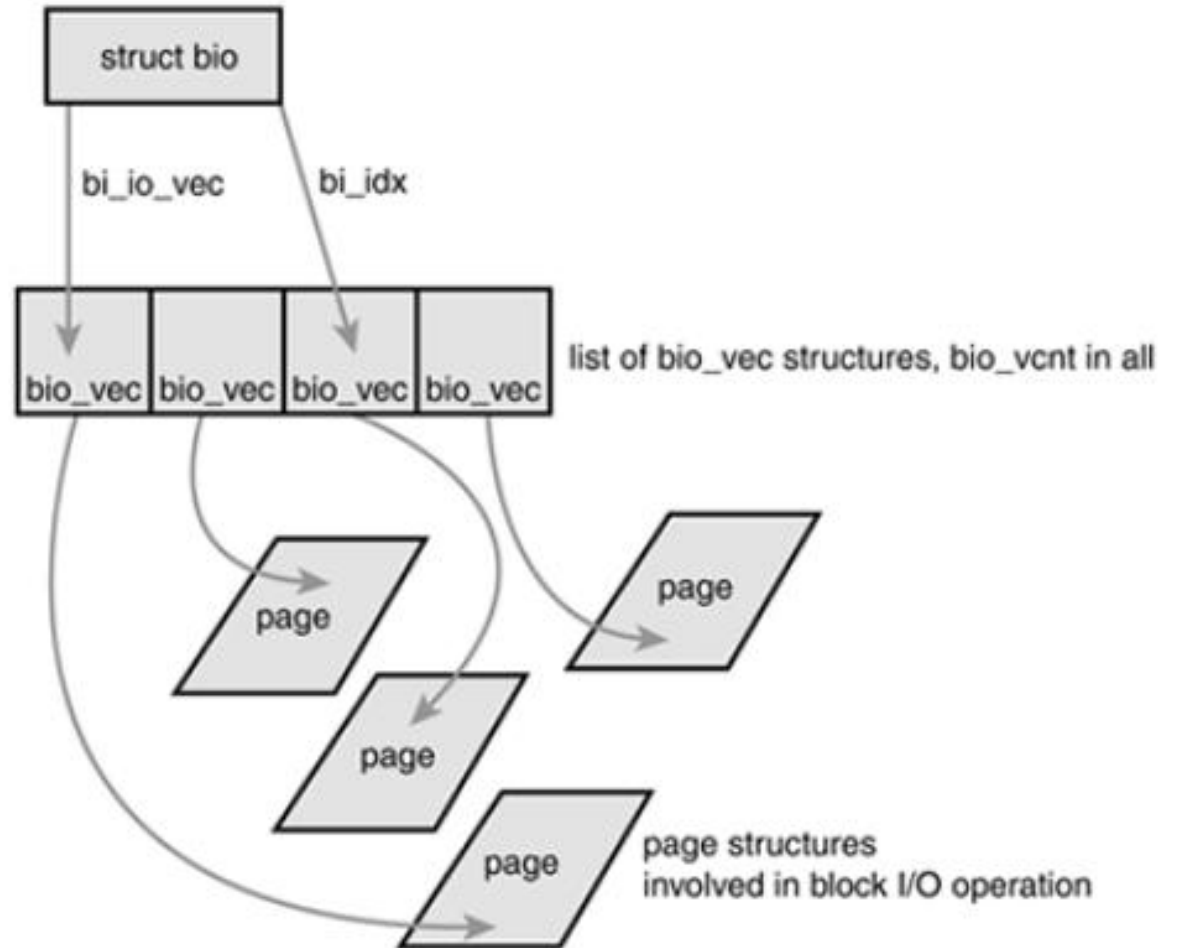 struct bio
bi_io_vec
bi_idx
bio_vec
bio_vec
bio_vec
bio_vec
list of bio_vec structures, bio_vcnt in all
page
page
page
page
page structures
involved in block I/O operation